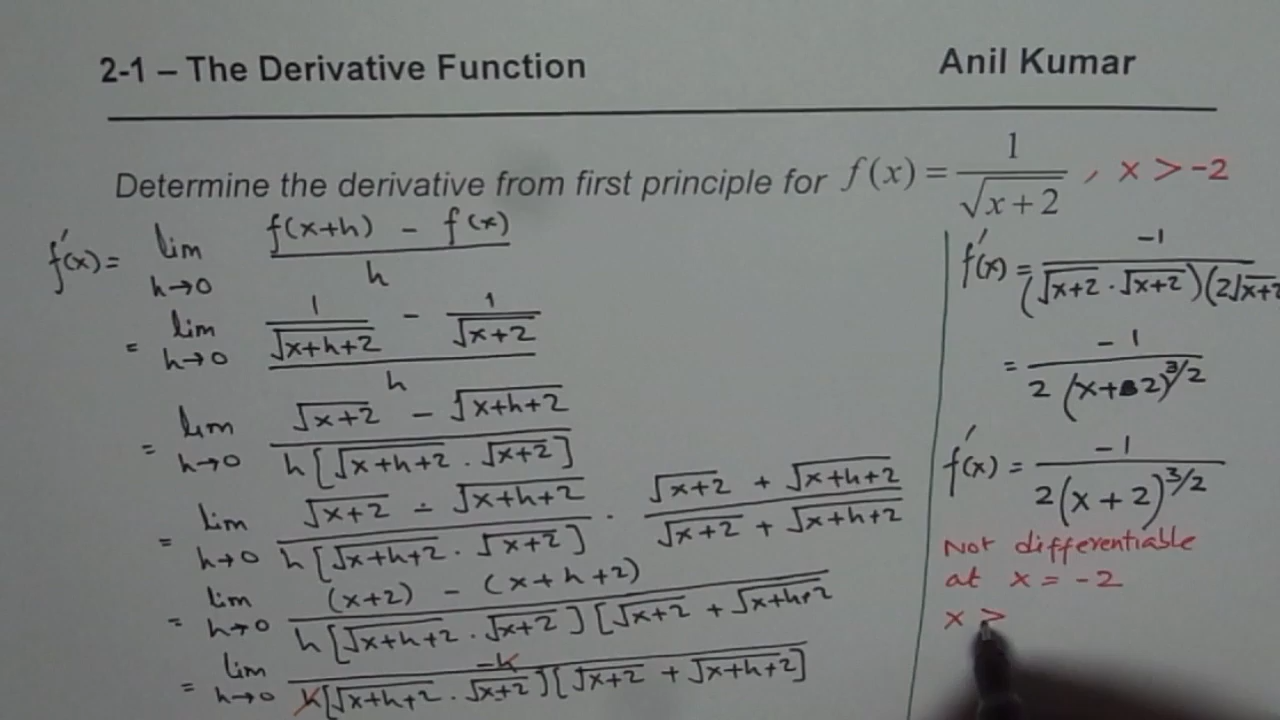 2-1 – The Derivative Function
Anil Kumar
Determine the derivative from first principle for f(x) = 1/√(x+2) , x > -2
f'(x) = lim h→0 (f(x+h) - f(x))/h
= lim h→0 (1/√(x+h+2) - 1/√(x+2))/h
= lim h→0 (√(x+2) - √(x+h+2))/(h[√(x+h+2) · √(x+2)])
= lim h→0 (√(x+2) - √(x+h+2))/(h[√(x+h+2) · √(x+2)]) · (√(x+2) + √(x+h+2))/(√(x+2) + √(x+h+2))
= lim h→0 ((x+2) - (x+h+2))/(h[√(x+h+2) · √(x+2)][√(x+2) + √(x+h+2)])
= lim h→0 -h/(h[√(x+h+2) · √(x+2)][√(x+2) + √(x+h+2)])
f'(x) = -1/((√(x+2) · √(x+2))(2√x+2
= -1/(2(x+2)^3/2)
f'(x) = -1/(2(x+2)^3/2)
Not differentiable
at x = -2
x >